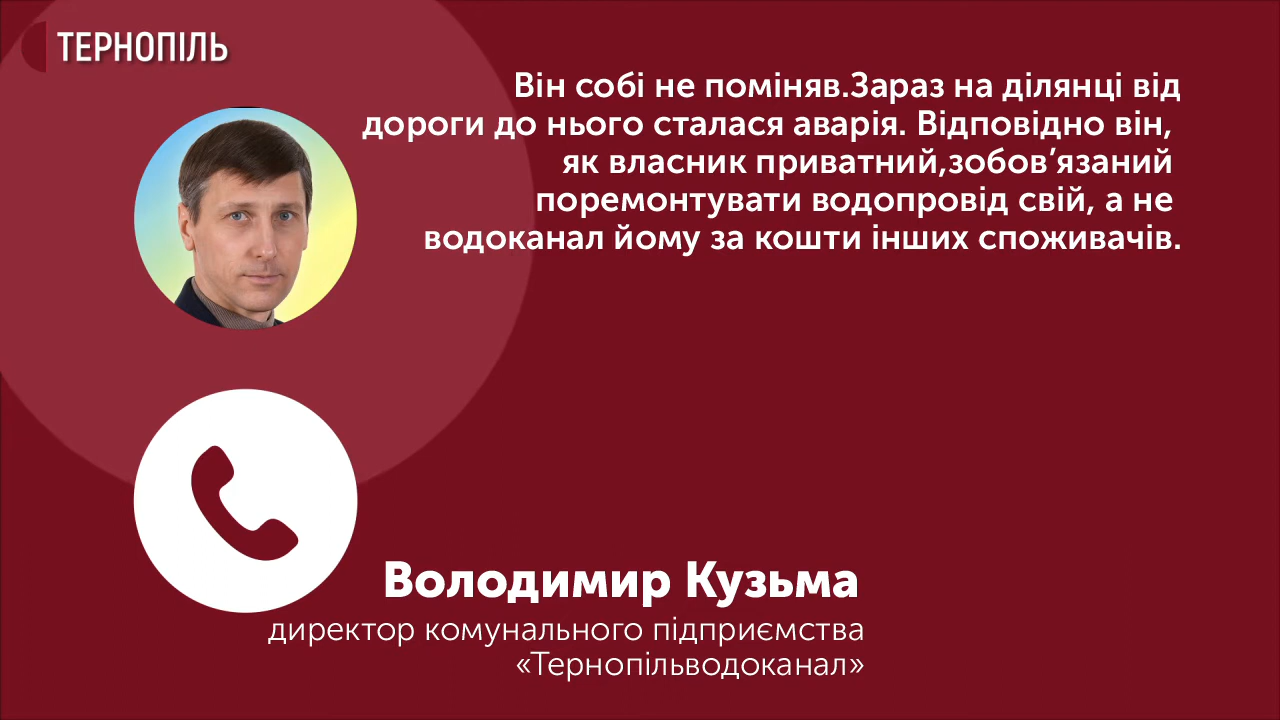 ТЕРНОПІЛЬ
Він собі не поміняв.Зараз на ділянці від
дороги до нього сталася аварія. Відповідно він,
як власник приватний,зобов’язаний
поремонтувати водопровід свій, а не
водоканал йому за кошти інших споживачів.
Володимир Кузьма
директор комунального підприємства
«Тернопільводоканал»